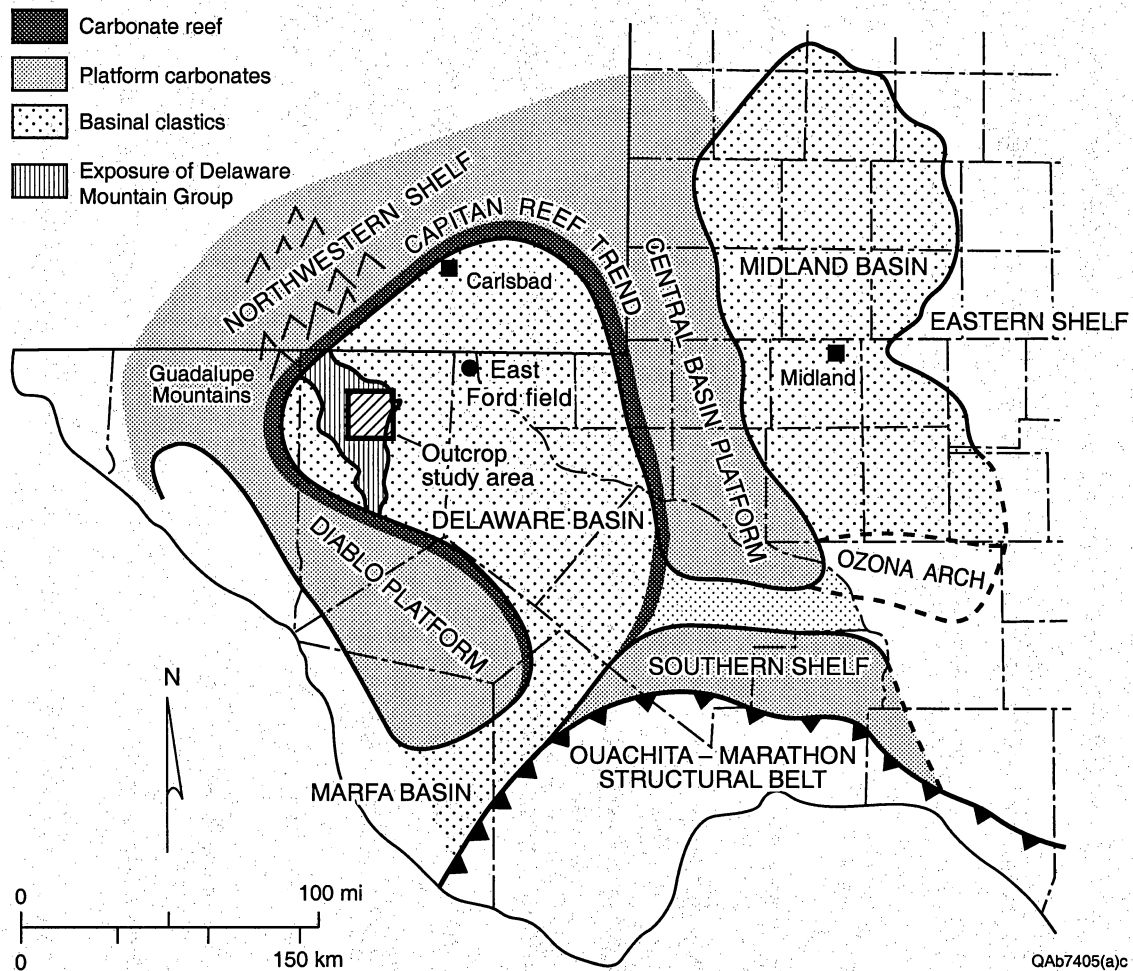 Carbonate reef
Platform carbonates
Basinal clastics
Exposure of Delaware
Mountain Group
NORTHWESTERN SHELF
CAPITAN REEF TREND
Carlsbad
CENTRAL BASIN PLATFORM
MIDLAND BASIN
EASTERN SHELF
Midland
Guadalupe
Mountains
East
Ford field
Outcrop
study area
DELAWARE BASIN
DIABLO PLATFORM
OZONA ARCH
SOUTHERN SHELF
OUACHITA – MARATHON
STRUCTURAL BELT
MARFA BASIN
N
0
100 mi
0
150 km
QAb7405(a)c